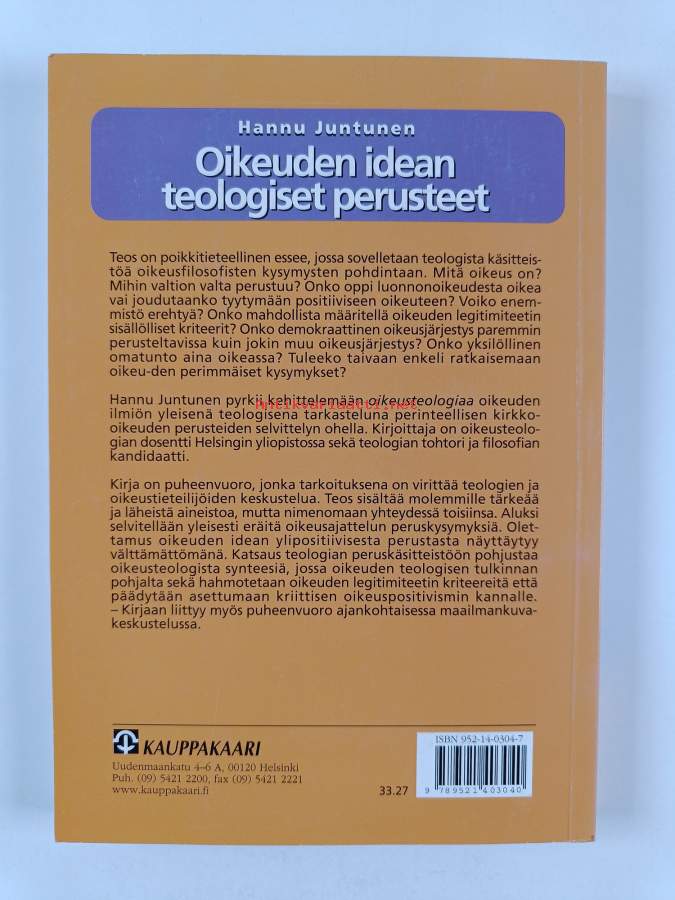 Hannu Juntunen
Oikeuden idean
teologiset perusteet
Teos on poikkitieteellinen essee, jossa sovelletaan teologista käsitteis-
töä oikeusfilosofisten kysymysten pohdintaan. Mitä oikeus on?
Mihin valtion valta perustuu? Onko oppi luonnonoikeudesta oikea
vai joudutaanko tyytymään positiiviseen oikeuteen? Voiko enem-
mistö erehtyä? Onko mahdollista määritellä oikeuden legitimiteetin
sisällölliset kriteerit? Onko demokraattinen oikeusjärjestys paremmin
perusteltavissa kuin jokin muu oikeusjärjestys? Onko yksilöllinen
omatunto aina oikeassa? Tuleeko taivaan enkeli ratkaisemaan
oikeu-den perimmäiset kysymykset?
Hannu Juntunen pyrkii kehittelemään oikeusteologiaa oikeuden
antikvariaatti.net
ilmiön yleisenä teologisena tarkasteluna perinteellisen kirkko-
oikeuden perusteiden selvittelyn ohella. Kirjoittaja on oikeusteolo-
gian dosentti Helsingin yliopistossa sekä teologian tohtori ja filosofian
kandidaatti.
Kirja on puheenvuoro, jonka tarkoituksena on virittää teologien ja
oikeustieteilijöiden keskustelua. Teos sisältää molemmille tärkeää
ja läheistä aineistoa, mutta nimenomaan yhteydessä toisiinsa. Aluksi
selvitellään yleisesti eräitä oikeusajattelun peruskysymyksiä. Olet-
tamus oikeuden idean ylipositiivisesta perustasta näyttäytyy
välttämättömänä. Katsaus teologian peruskäsitteistöön pohjustaa
oikeusteologista synteesiä, jossa oikeuden teologisen tulkinnan
pohjalta sekä hahmotetaan oikeuden legitimiteetin kriteereitä että
päädytään asettumaan kriittisen oikeuspositivismin kannalle.
– Kirjaan liittyy myös puheenvuoro ajankohtaisessa maailmankuva-
keskustelussa.
KAUPPAKAARI
Uudenmaankatu 4–6 A, 00120 Helsinki
Puh. (09) 5421 2200, fax (09) 5421 2221
www.kauppakaari.fi
33.27
ISBN 952-14-0304-7
9 789521 403040